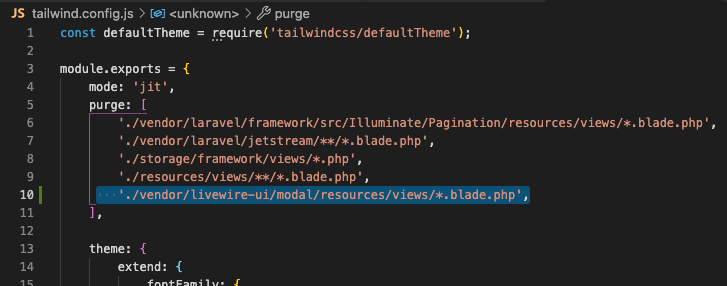 JS tailwind.config.js > <unknown> > purge
1 const defaultTheme = require('tailwindcss/defaultTheme');
2
3 module.exports = {
4 mode: 'jit',
5 purge: [
6 './vendor/laravel/framework/src/Illuminate/Pagination/resources/views/*.blade.php',
7 './vendor/laravel/jetstream/**/*.blade.php',
8 './storage/framework/views/*.php',
9 './resources/views/**/*.blade.php',
10 './vendor/livewire-ui/modal/resources/views/*.blade.php',
11 ],
12
13 theme: {
14 extend: {
15 fontFamily: {